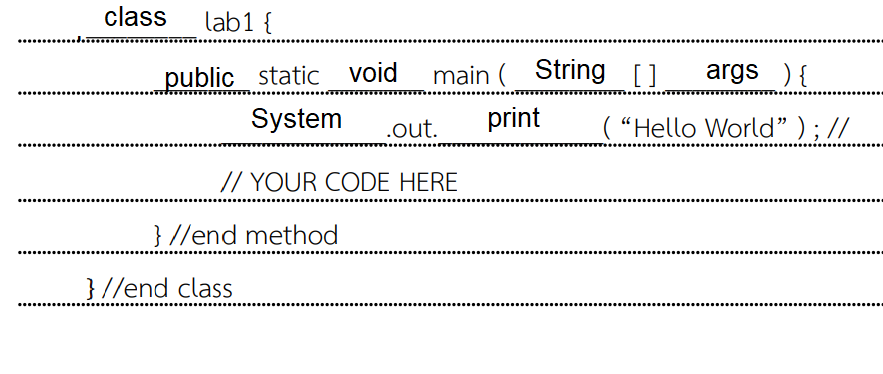 class lab1 {
public static void main ( String [ ] args ) {
System .out. print ( “Hello World” ) ; //
// YOUR CODE HERE
} //end method
} //end class